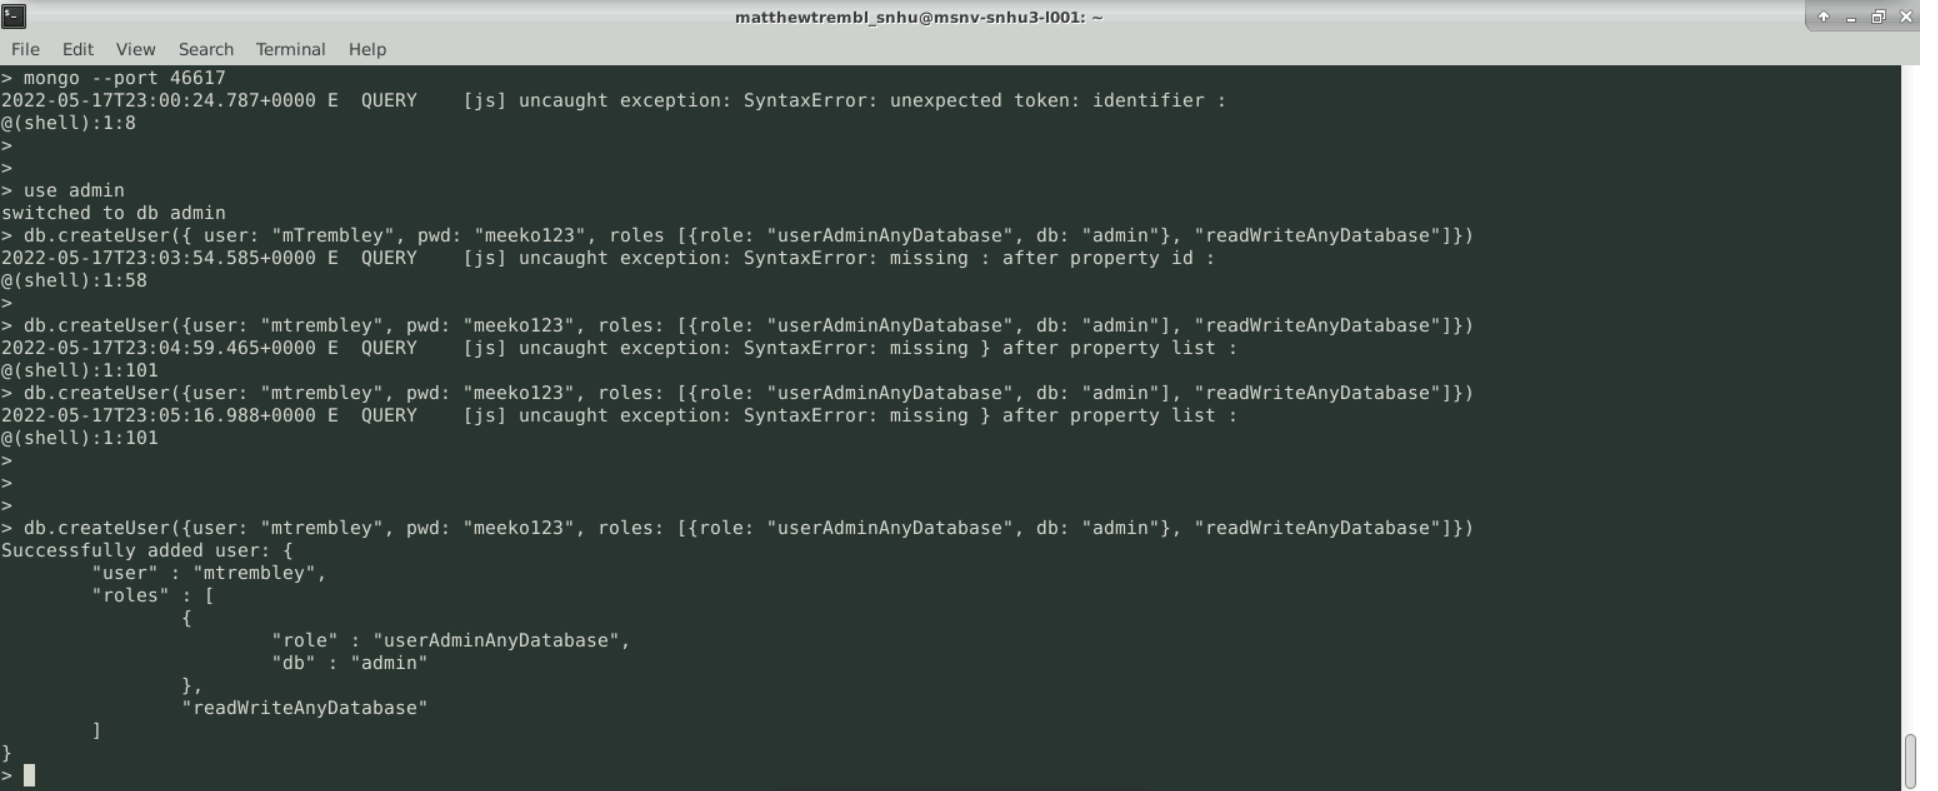 matthewtrembl_snhu@msnv-snhu3-l001: ~
File Edit View Search Terminal Help
> mongo --port 46617
2022-05-17T23:00:24.787+0000 E  QUERY    [js] uncaught exception: SyntaxError: unexpected token: identifier :
@(shell):1:8
>
>
> use admin
switched to db admin
> db.createUser({ user: "mTrembley", pwd: "meeko123", roles [{role: "userAdminAnyDatabase", db: "admin"}, "readWriteAnyDatabase"]})
2022-05-17T23:03:54.585+0000 E  QUERY    [js] uncaught exception: SyntaxError: missing : after property id :
@(shell):1:58
>
> db.createUser({user: "mtrembley", pwd: "meeko123", roles: [{role: "userAdminAnyDatabase", db: "admin"], "readWriteAnyDatabase"]})
2022-05-17T23:04:59.465+0000 E  QUERY    [js] uncaught exception: SyntaxError: missing } after property list :
@(shell):1:101
> db.createUser({user: "mtrembley", pwd: "meeko123", roles: [{role: "userAdminAnyDatabase", db: "admin"], "readWriteAnyDatabase"]})
2022-05-17T23:05:16.988+0000 E  QUERY    [js] uncaught exception: SyntaxError: missing } after property list :
@(shell):1:101
>
>
>
> db.createUser({user: "mtrembley", pwd: "meeko123", roles: [{role: "userAdminAnyDatabase", db: "admin"}, "readWriteAnyDatabase"]})
Successfully added user: {
        "user" : "mtrembley",
        "roles" : [
                {
                        "role" : "userAdminAnyDatabase",
                        "db" : "admin"
                },
                "readWriteAnyDatabase"
        ]
}
>